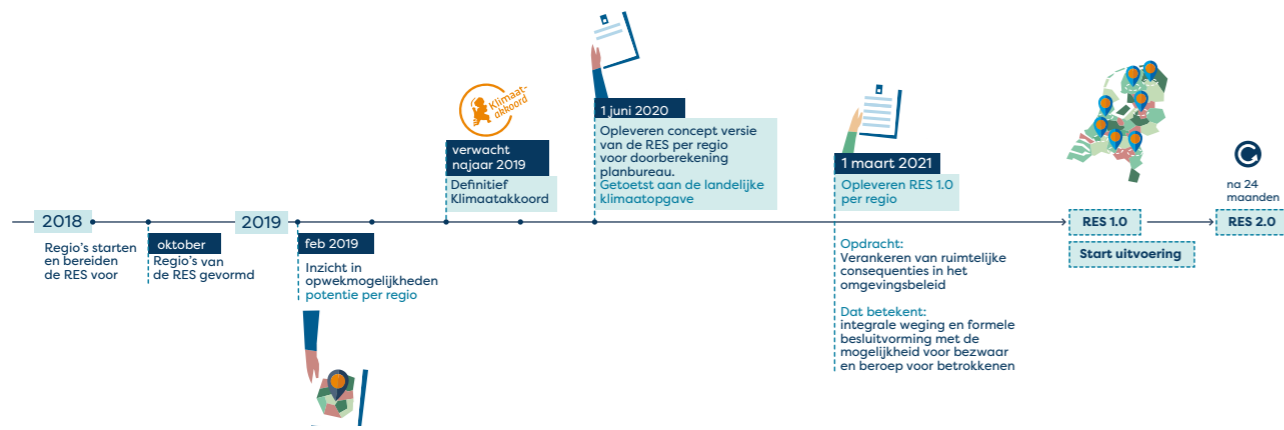 2018
Regio's starten
en bereiden
de RES voor
oktober
Regio's van
de RES gevormd
2019
feb 2019
Inzicht in
opwekmogelijkheden
potentie per regio
Klimaat-
akkoord
verwacht
najaar 2019
Definitief
Klimaatakkoord
1 juni 2020
Opleveren concept versie
van de RES per regio
voor doorberekening
planbureau.
Getoetst aan de landelijke
klimaatopgave
1 maart 2021
Opleveren RES 1.0
per regio
Opdracht:
Verankeren van ruimtelijke
consequenties in het
omgevingsbeleid
Dat betekent:
integrale weging en formele
besluitvorming met de
mogelijkheid voor bezwaar
en beroep voor betrokkenen
RES 1.0
Start uitvoering
na 24
maanden
RES 2.0